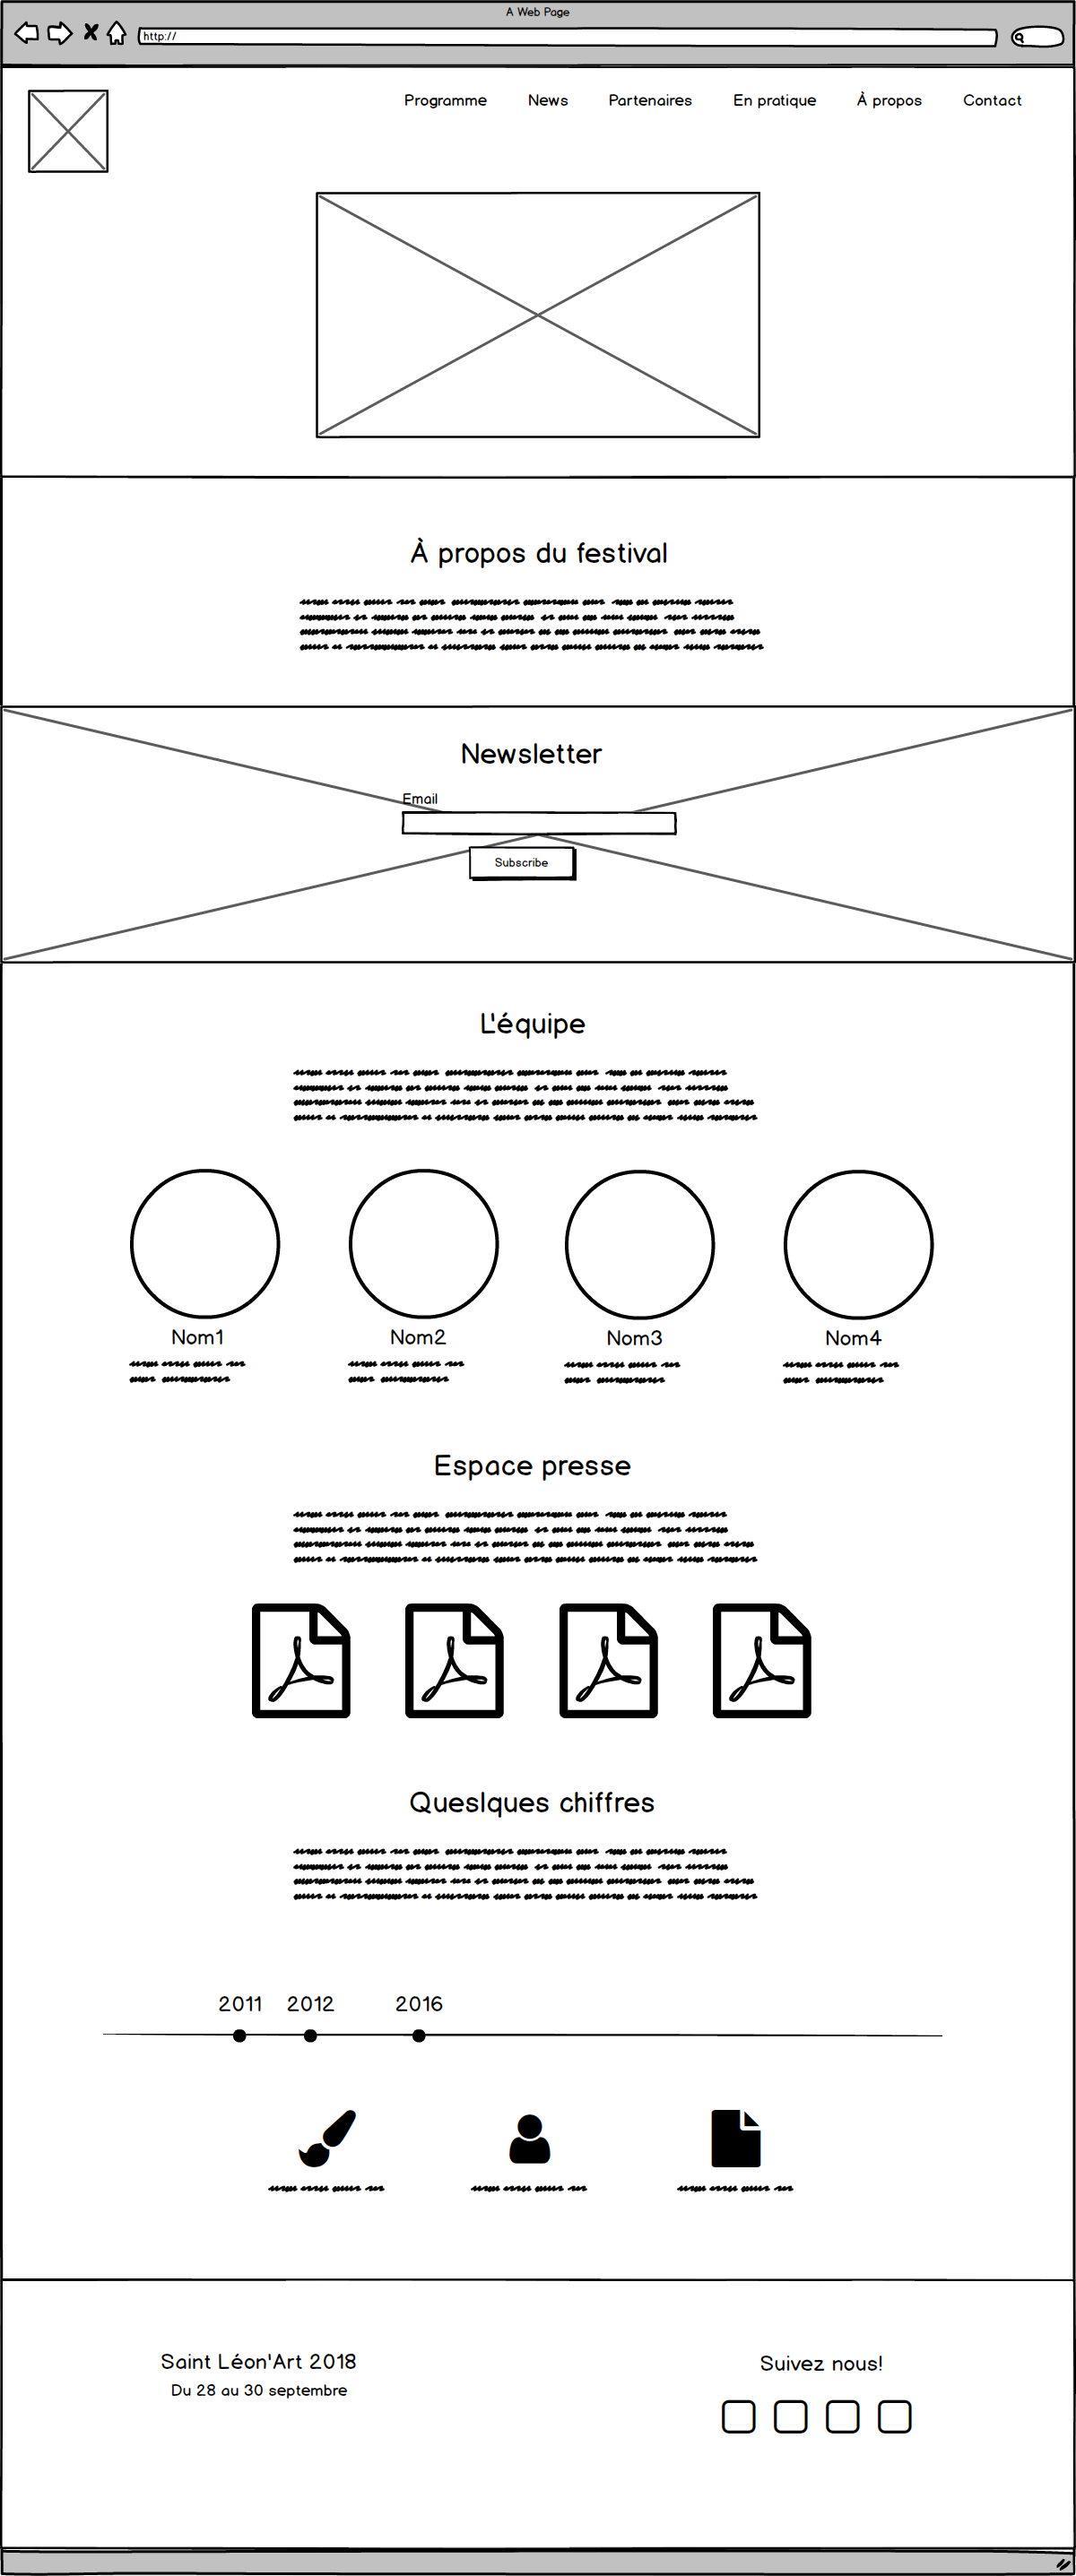 A Web Page
http://
Programme News Partenaires En pratique À propos Contact
À propos du festival
Newsletter
Email
Subscribe
L'équipe
Nom1 Nom2 Nom3 Nom4
Espace presse
Queslques chiffres
2011 2012 2016
Saint Léon'Art 2018
Du 28 au 30 septembre
Suivez nous!